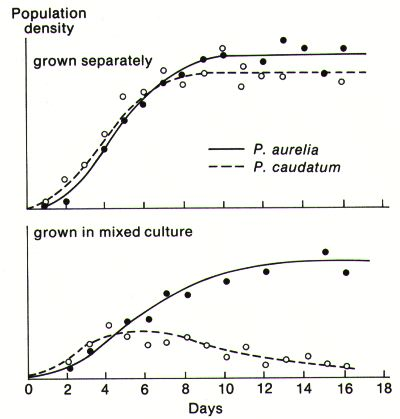 Population
density
grown separately
P. aurelia
P. caudatum
grown in mixed culture
0 2 4 6 8 10 12 14 16 18
Days